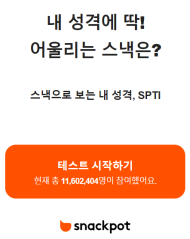 내 성격에 딱!
어울리는 스낵은?
스낵으로 보는 내 성격, SPTI
테스트 시작하기
현재 총 11,602,404명이 참여했어요.
snackpot